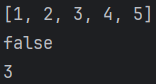 [1, 2, 3, 4, 5]
false
3